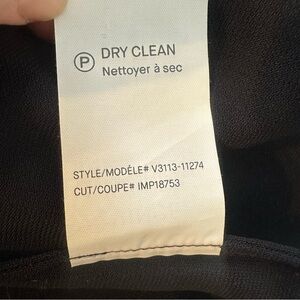 Ⓟ DRY CLEAN
Nettoyer à sec
STYLE/MODÈLE# V3113-11274
CUT/COUPE# IMP18753